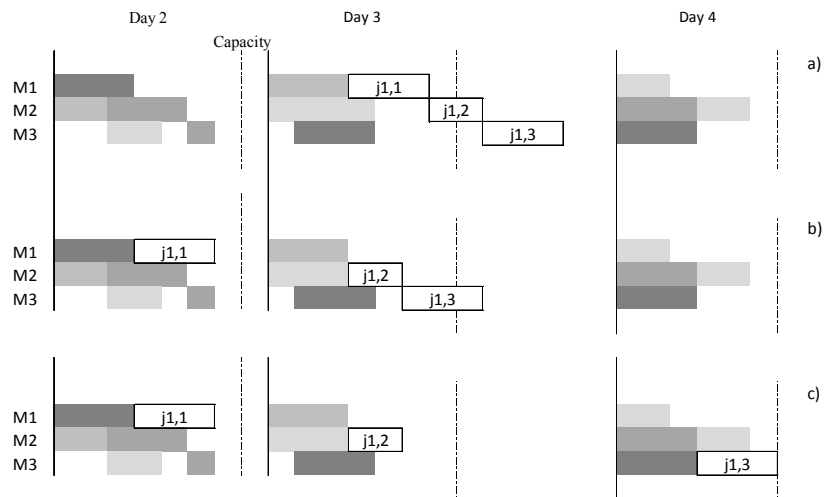 Day 2 Day 3 Day 4
Capacity
a)
M1 j1,1
M2 j1,2
M3 j1,3
b)
M1 j1,1
M2 j1,2
M3 j1,3
c)
M1 j1,1
M2 j1,2
M3 j1,3